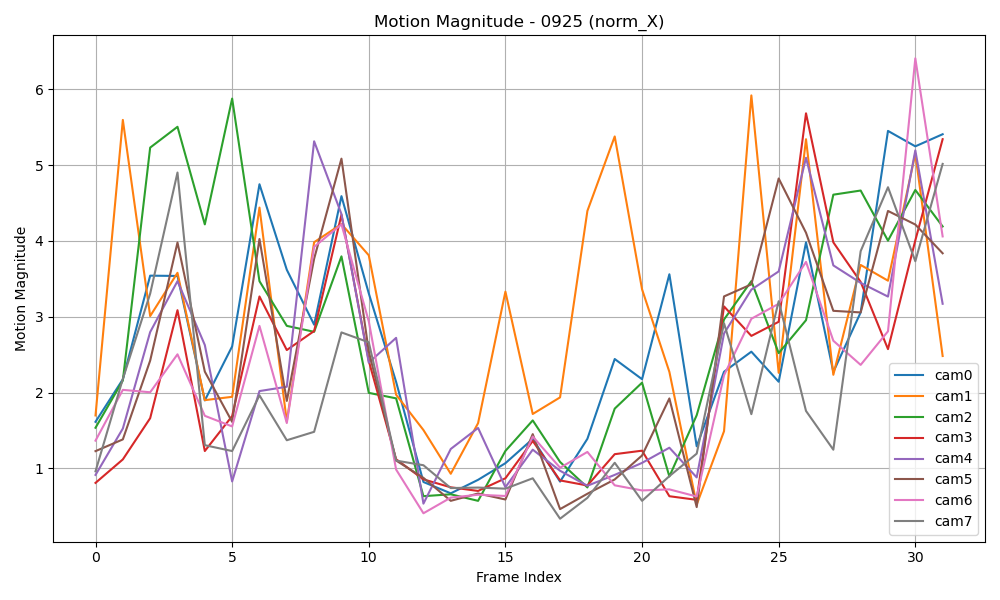 Motion Magnitude - 0925 (norm_X)
Motion Magnitude
6
5
4
3
2
1
0
5
10
15
20
25
30
Frame Index
cam0
cam1
cam2
cam3
cam4
cam5
cam6
cam7